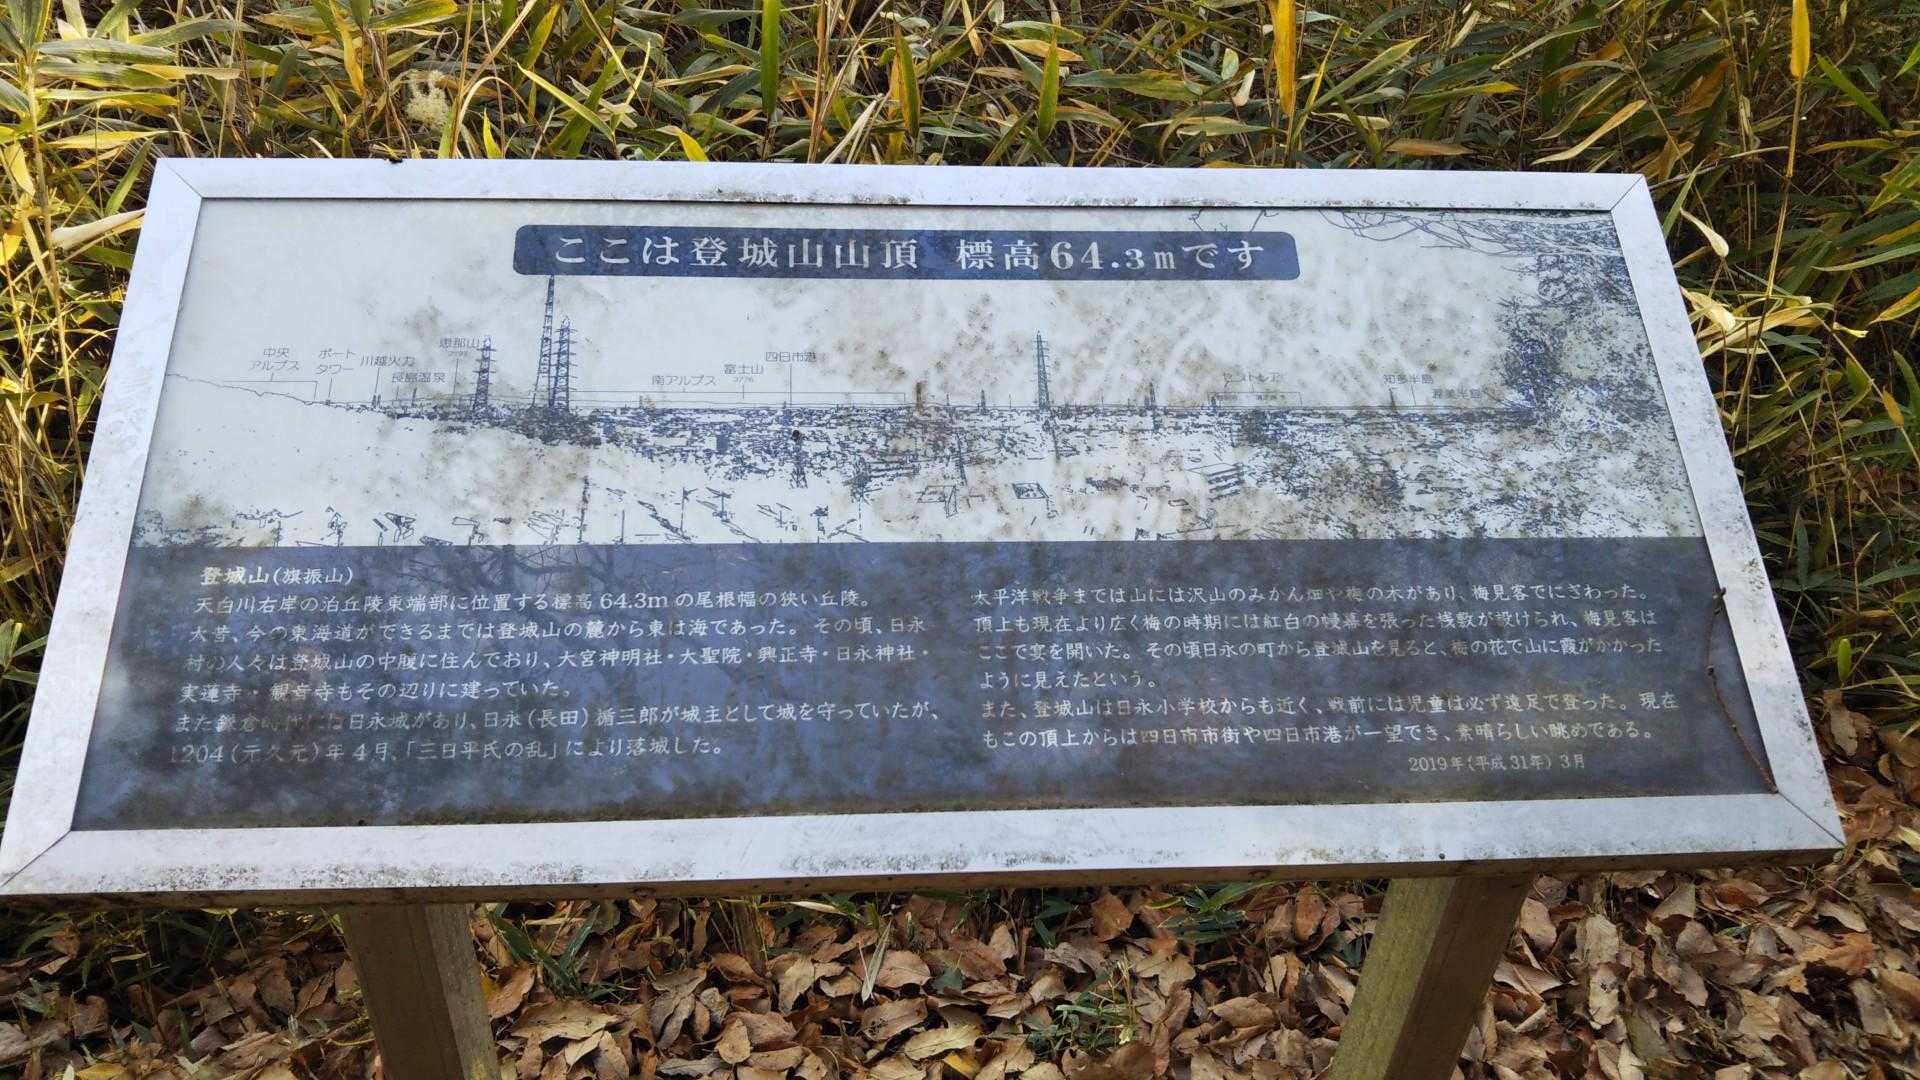 ここは登城山山頂 標高64.3mです
中央
アルプス
ポート
タワー
川越火力
恵那山
長島温泉
南アルプス
富士山
3776
四日市港
知多半島
渥美半島
登城山(旗振山)
天白川右岸の泊丘陵東端部に位置する標高64.3mの尾根幅の狭い丘陵。
大昔、今の東海道ができるまでは登城山の麓から東は海であった。その頃、日永
村の人々は登城山の中腹に住んでおり、大宮神明社・大聖院・興正寺・日永神社・
実蓮寺・観音寺もその辺りに建っていた。
また鎌倉時代には日永城があり、日永(長田)楯三郎が城主として城を守っていたが、
1204(元久元)年4月、「三日平氏の乱」により落城した。
太平洋戦争までは山には沢山のみかん畑や梅の木があり、梅見客でにぎわった。
頂上も現在より広く梅の時期には紅白の幔幕を張った桟敷が設けられ、梅見客は
ここで宴を開いた。その頃日永の町から登城山を見ると、梅の花で山に霞がかかった
ように見えたという。
また、登城山は日永小学校からも近く、戦前には児童は必ず遠足で登った。現在
もこの頂上からは四日市市街や四日市港が一望でき、素晴らしい眺めである。
2019年(平成31年)3月